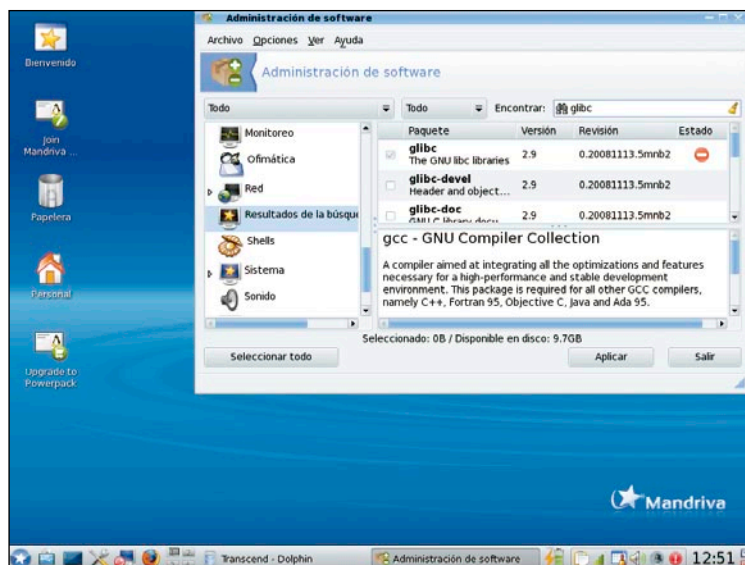 Bienvenido
Join
Mandriva ...
Papelera
Personal
Upgrade to
Powerpack
Administración de software
Archivo Opciones Ver Ayuda
Administración de software
Todo Todo Encontrar: glibc
Monitoreo
Ofimática
Red
Resultados de la búsque
Shells
Sistema
Sonido
Paquete Versión Revisión Estado
glibc 2.9 0.20081113.5mnb2
The GNU libc libraries
glibc-devel 2.9 0.20081113.5mnb2
Header and object...
glibc-doc 2.9 0.20081113.5mnb2
GNU C library docu
gcc - GNU Compiler Collection
A compiler aimed at integrating all the optimizations and features
necessary for a high-performance and stable development
environment. This package is required for all other GCC compilers,
namely C++, Fortran 95, Objective C, Java and Ada 95.
Seleccionado: 0B / Disponible en disco: 9.7GB
Seleccionar todo Aplicar Salir
Mandriva
Transcend - Dolphin Administración de software 12:51